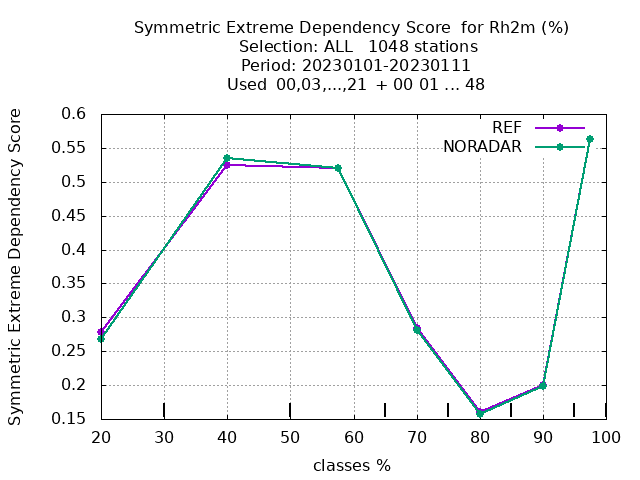 Symmetric Extreme Dependency Score  for Rh2m (%)
Selection: ALL   1048 stations
Period: 20230101-20230111
Used  00,03,...,21  + 00 01 ... 48
REF
NORADAR
Symmetric Extreme Dependency Score
0.6
0.55
0.5
0.45
0.4
0.35
0.3
0.25
0.2
0.15
20 30 40 50 60 70 80 90 100
classes %